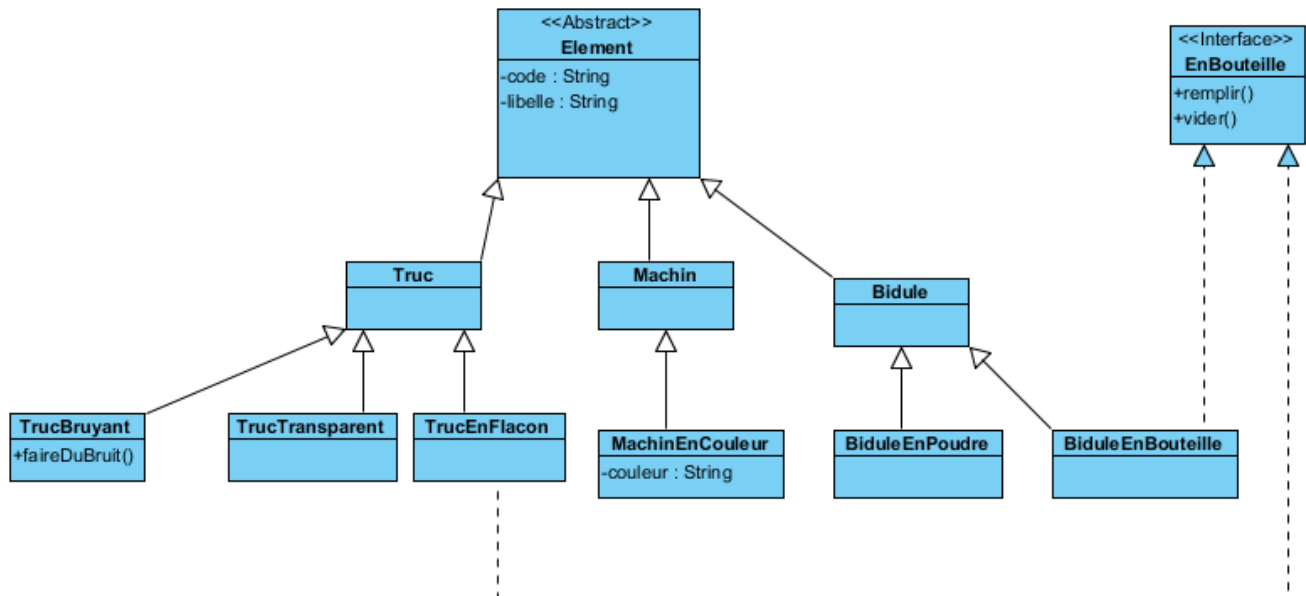 <<Abstract>>
Element
-code : String
-libelle : String
<<Interface>>
EnBouteille
+remplir()
+vider()
Truc
Machin
Bidule
TrucBruyant
+faireDuBruit()
TrucTransparent
TrucEnFlacon
MachinEnCouleur
-couleur : String
BiduleEnPoudre
BiduleEnBouteille